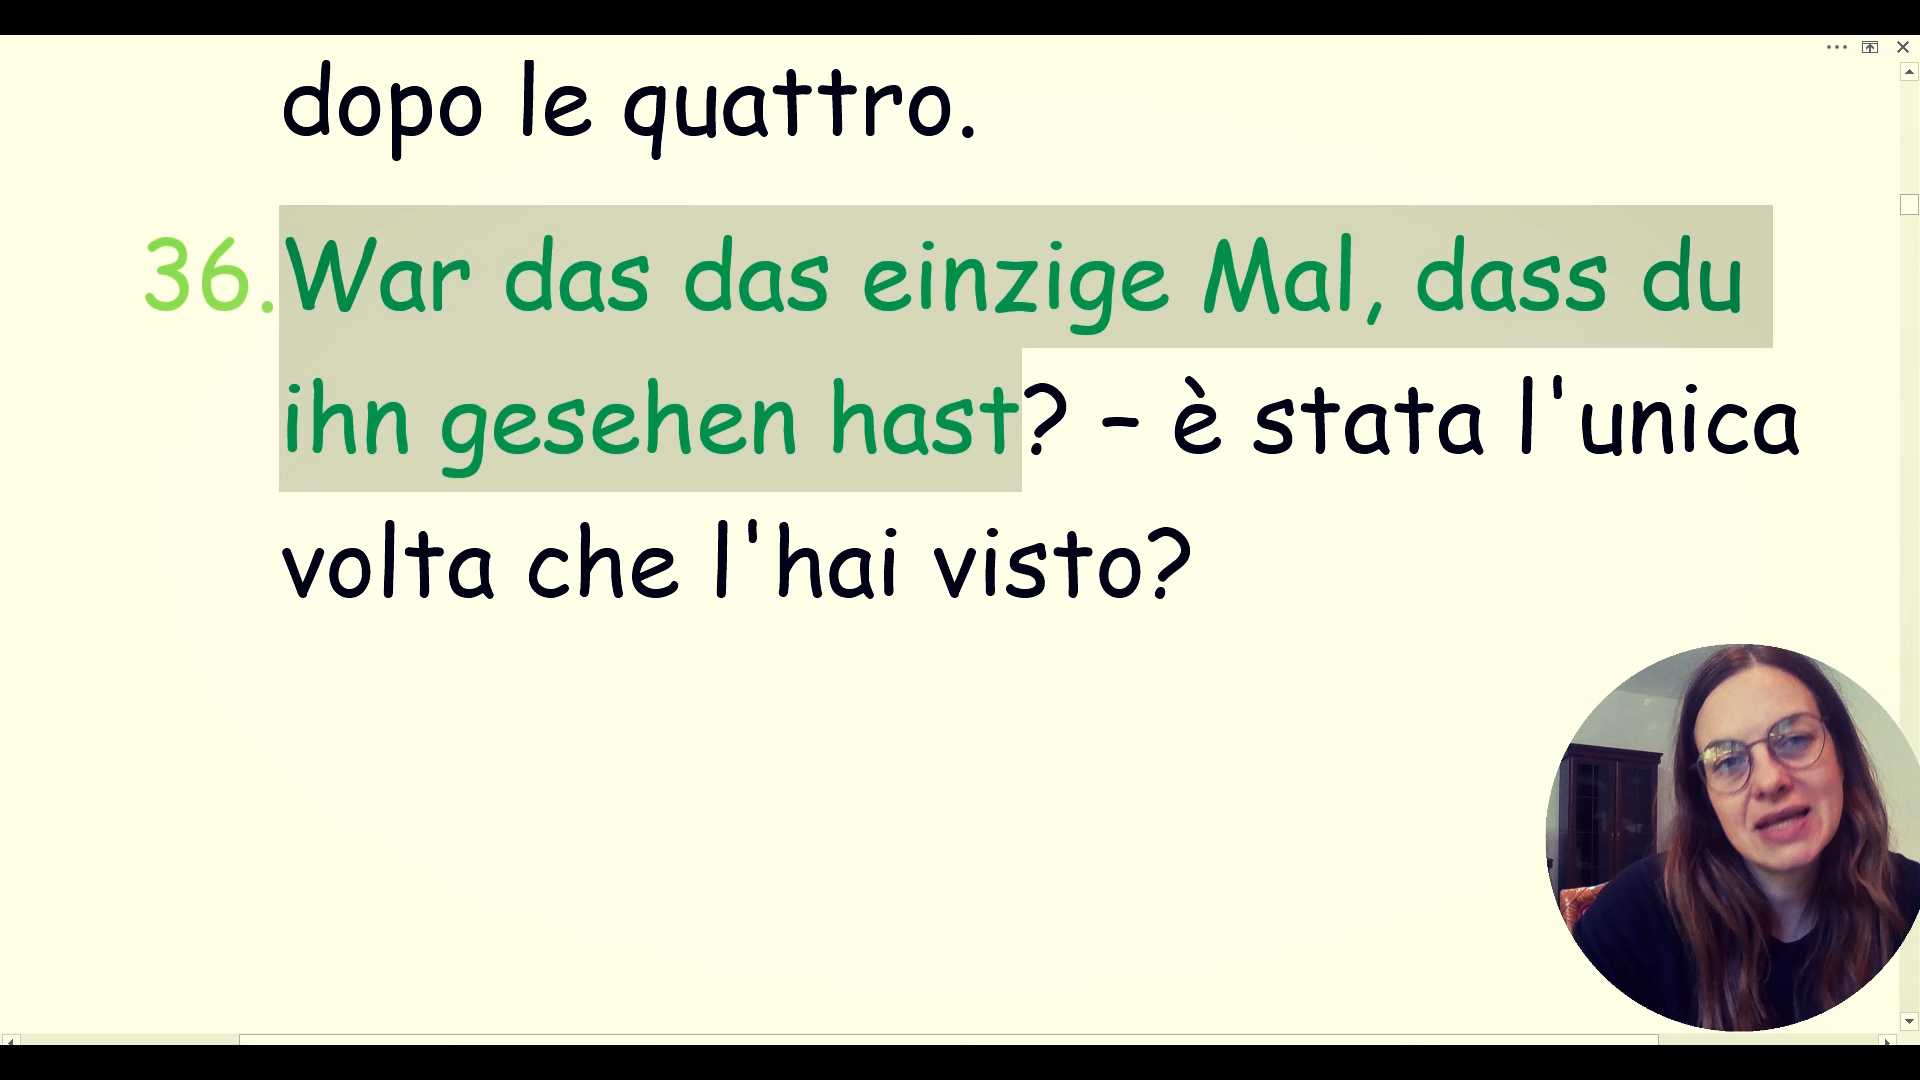 dopo le quattro.
36. War das das einzige Mal, dass du
ihn gesehen hast? – è stata l'unica
volta che l'hai visto?